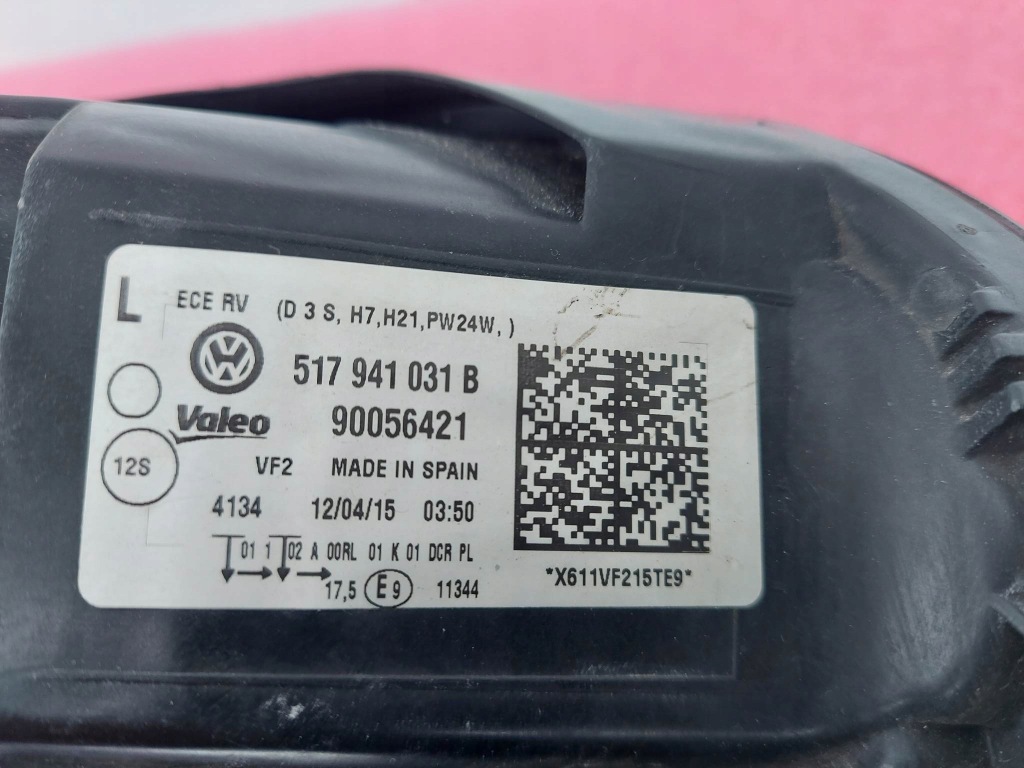 L ECE RV (D 3 S, H7,H21,PW24W, )
VW
517 941 031 B
Valeo 90056421
12S VF2 MADE IN SPAIN
4134 12/04/15 03:50
01 1 02 A 00RL 01 K 01 DCR PL
17,5 E9 11344
*X611VF215TE9*